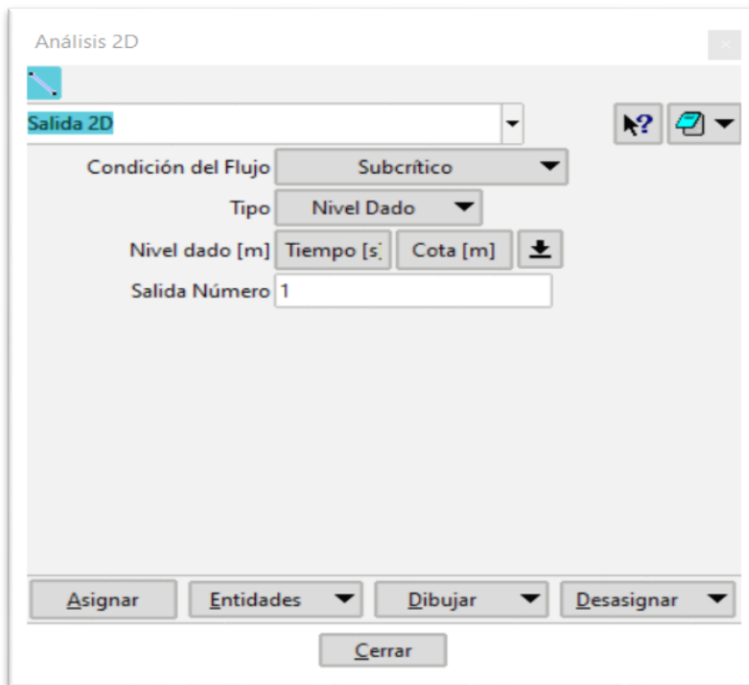 Análisis 2D
Salida 2D
Condición del Flujo Subcrítico
Tipo Nivel Dado
Nivel dado [m] Tiempo [s] Cota [m]
Salida Número 1
Asignar Entidades Dibujar Desasignar
Cerrar